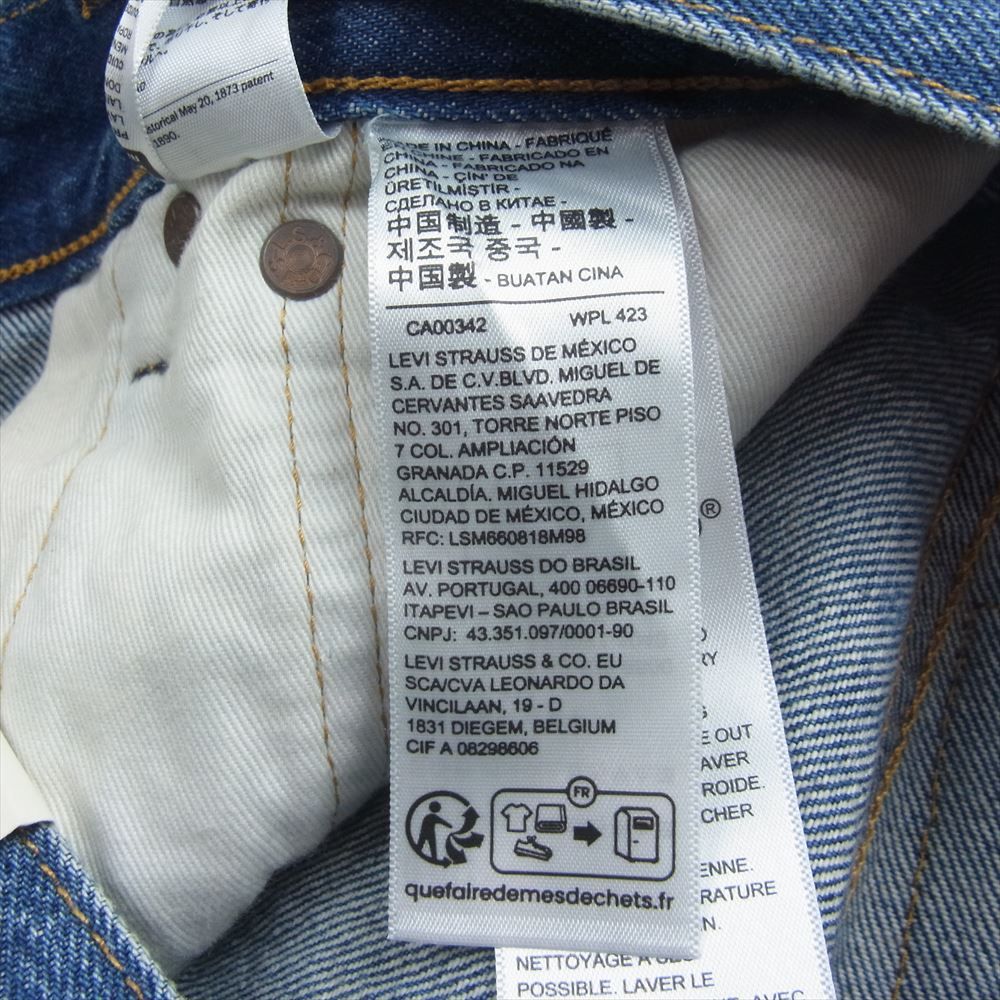 storical May 20, 1873 patent
1890.
MADE IN CHINA - FABRIQUÉ
CHINE - FABRICADO EN
CHINA - FABRICADO NA
CHINA - ÇİN' DE
ÜRETİLMİŞTİR -
СДЕЛАНО В КИТАЕ -
中国制造 - 中國製 -
제조국 중국 -
中国製 - BUATAN CINA
CA00342 WPL 423
LEVI STRAUSS DE MÉXICO
S.A. DE C.V.BLVD. MIGUEL DE
CERVANTES SAAVEDRA
NO. 301, TORRE NORTE PISO
7 COL. AMPLIACIÓN
GRANADA C.P. 11529
ALCALDÍA. MIGUEL HIDALGO
CIUDAD DE MÉXICO, MÉXICO
RFC: LSM660818M98
LEVI STRAUSS DO BRASIL
AV. PORTUGAL, 400 06690-110
ITAPEVI – SAO PAULO BRASIL
CNPJ: 43.351.097/0001-90
LEVI STRAUSS & CO. EU
SCA/CVA LEONARDO DA
VINCILAAN, 19 - D
1831 DIEGEM, BELGIUM
CIF A 08298606
FR
quefairedemesdechets.fr
®
RY
E OUT
AVER
ROIDE.
CHER
ENNE.
RATURE
N.
NETTOYAGE À SEC
POSSIBLE. LAVER LE
AVEC